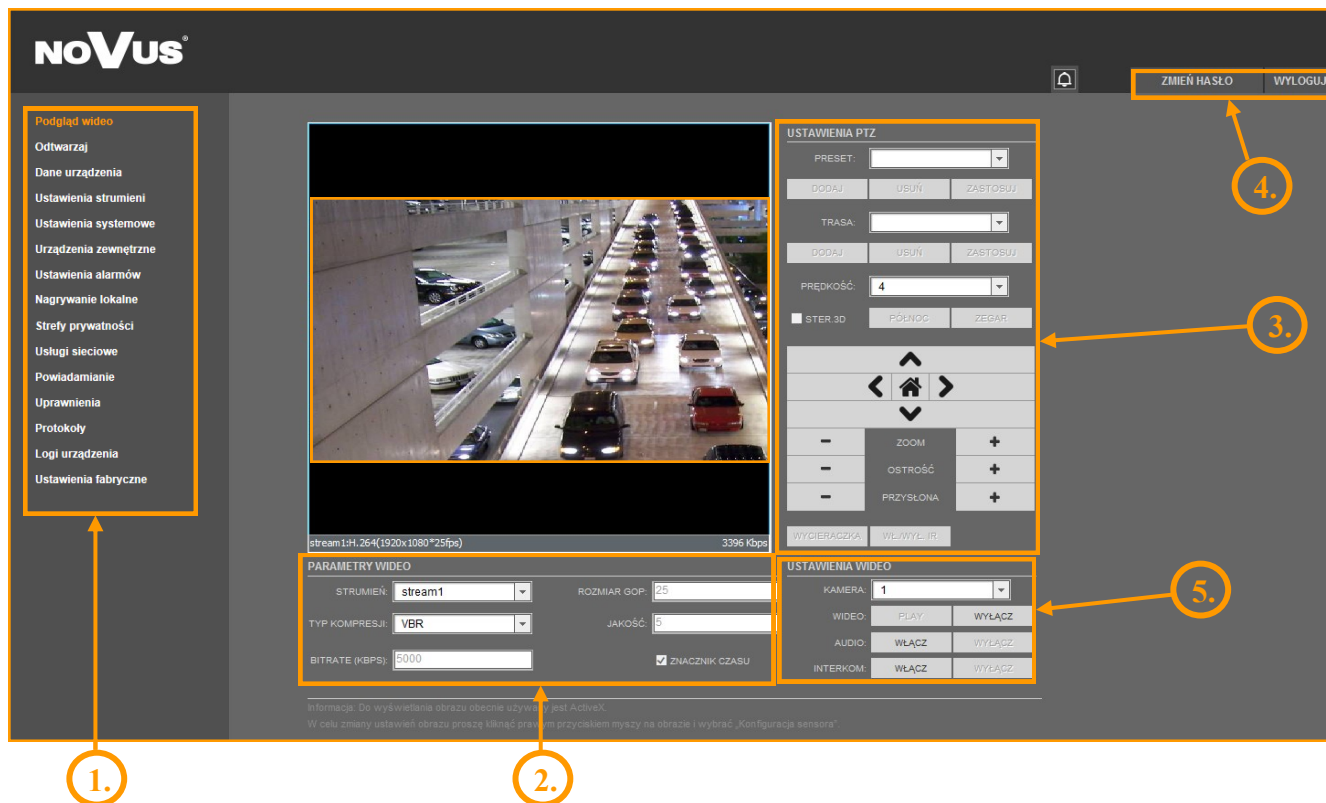 NOVUS®
ZMIEŃ HASŁO WYLOGUJ
Podgląd wideo
Odtwarzaj
Dane urządzenia
Ustawienia strumieni
Ustawienia systemowe
Urządzenia zewnętrzne
Ustawienia alarmów
Nagrywanie lokalne
Strefy prywatności
Usługi sieciowe
Powiadamianie
Uprawnienia
Protokoły
Logi urządzenia
Ustawienia fabryczne
1.
stream1:H.264(1920x1080*25fps) 3396 Kbps
PARAMETRY WIDEO
STRUMIEŃ: stream1 ROZMIAR GOP: 25
TYP KOMPRESJI: VBR JAKOŚĆ: 5
BITRATE (KBPS): 5000 ZNACZNIK CZASU
2.
USTAWIENIA PTZ
PRESET:
DODAJ USUŃ ZASTOSUJ
TRASA:
DODAJ USUŃ ZASTOSUJ
PRĘDKOŚĆ: 4
STER.3D PÓŁNOC ZEGAR
- ZOOM +
- OSTROŚĆ +
- PRZYSŁONA +
WYCIERACZKA WŁ./WYŁ. IR
3.
4.
USTAWIENIA WIDEO
KAMERA: 1
WIDEO: PLAY WYŁĄCZ
AUDIO: WŁĄCZ WYŁĄCZ
INTERKOM: WŁĄCZ WYŁĄCZ
5.
Informacja: Do wyświetlania obrazu obecnie używany jest ActiveX.
W celu zmiany ustawień obrazu proszę kliknąć prawym przyciskiem myszy na obrazie i wybrać „Konfiguracja sensora".